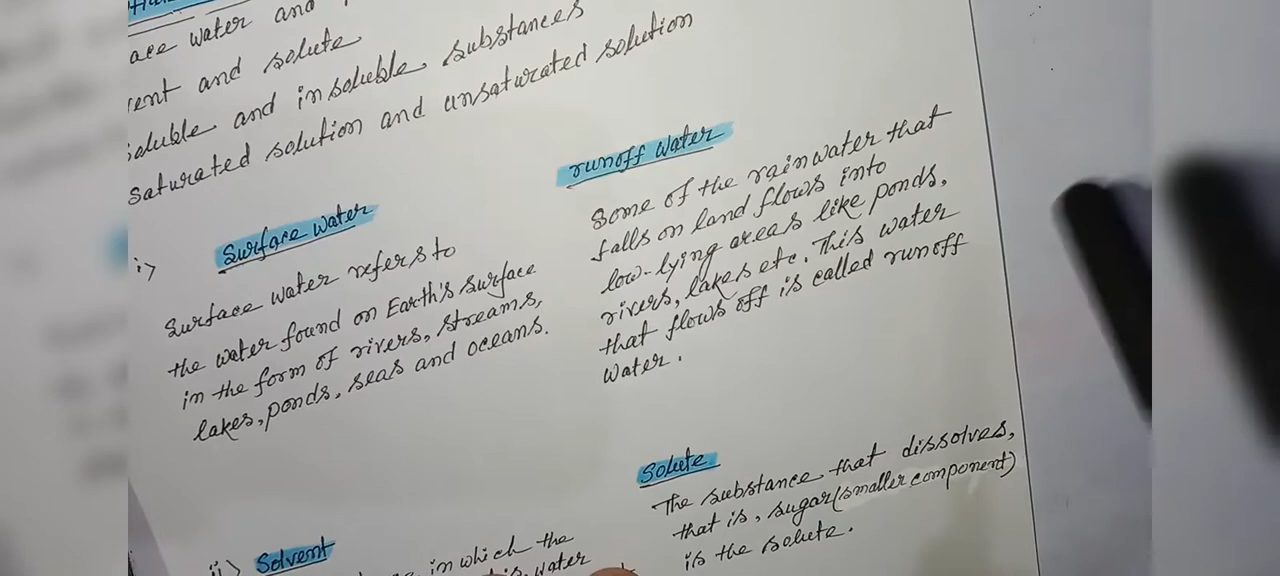 ace water and
ent and solute
soluble and insoluble substances
saturated solution and unsaturated solution
i>
Surface water
Surface water refers to
the water found on Earth's surface
in the form of rivers, streams,
lakes, ponds, seas and oceans.
runoff water
Some of the rainwater that
falls on land flows into
low-lying areas like ponds,
rivers, lakes etc. This water
that flows off is called runoff
water.
ii> Solvent
in which the
water
Solute
The substance that dissolves,
that is, sugar(smaller component)
is the solute.